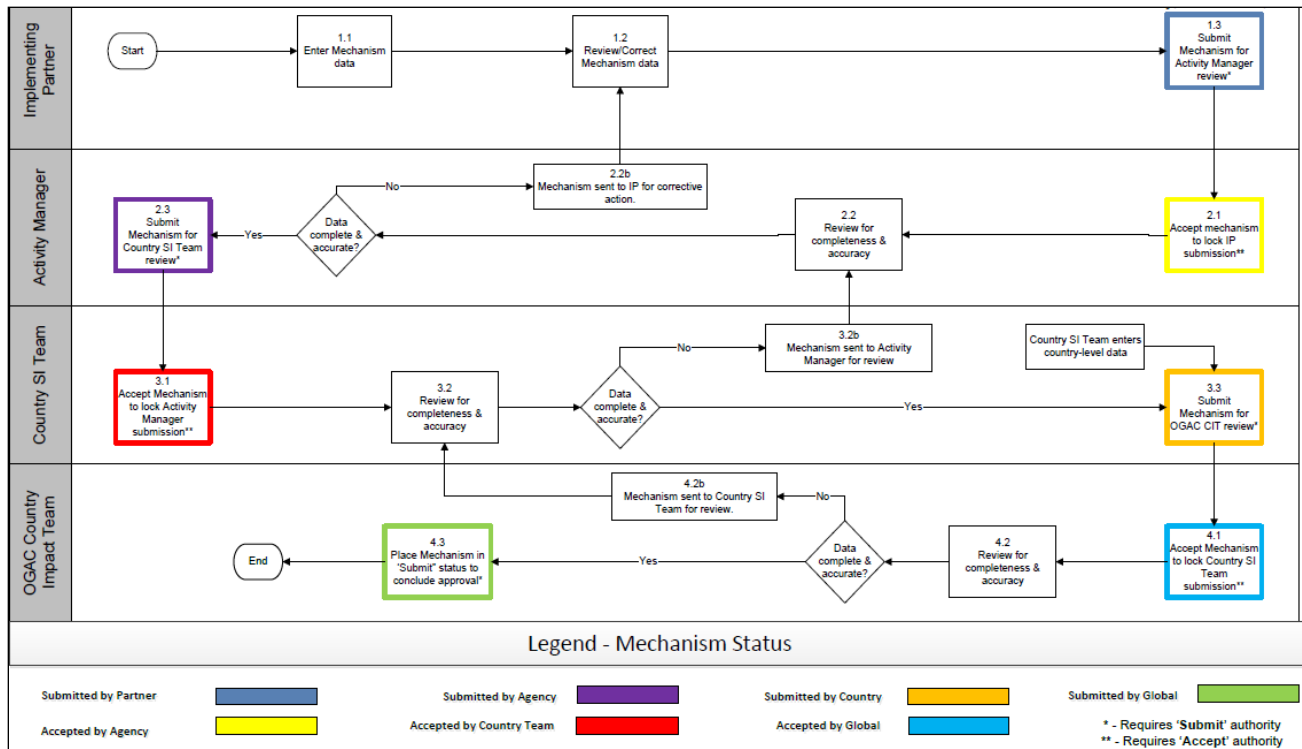 Implementing
Partner
Start
1.1
Enter Mechanism
data
1.2
Review/Correct
Mechanism data
1.3
Submit
Mechanism for
Activity Manager
review*
Activity Manager
2.3
Submit
Mechanism for
Country SI Team
review*
Yes
Data
complete &
accurate?
No
2.2b
Mechanism sent to IP for corrective
action.
2.2
Review for
completeness &
accuracy
2.1
Accept mechanism
to lock IP
submission**
Country SI Team
3.1
Accept Mechanism
to lock Activity
Manager
submission**
3.2
Review for
completeness &
accuracy
Data
complete &
accurate?
No
3.2b
Mechanism sent to Activity
Manager for review
Yes
Country SI Team enters
country-level data
3.3
Submit
Mechanism for
OGAC CIT review*
OGAC Country
Impact Team
End
4.3
Place Mechanism in
'Submit" status to
conclude approval*
Yes
4.2b
Mechanism sent to Country SI
Team for review.
No
Data
complete &
accurate?
4.2
Review for
completeness &
accuracy
4.1
Accept Mechanism
to lock Country SI
Team
submission**
Legend - Mechanism Status
Submitted by Partner
Submitted by Agency
Submitted by Country
Submitted by Global
Accepted by Agency
Accepted by Country Team
Accepted by Global
* - Requires 'Submit' authority
** - Requires 'Accept' authority